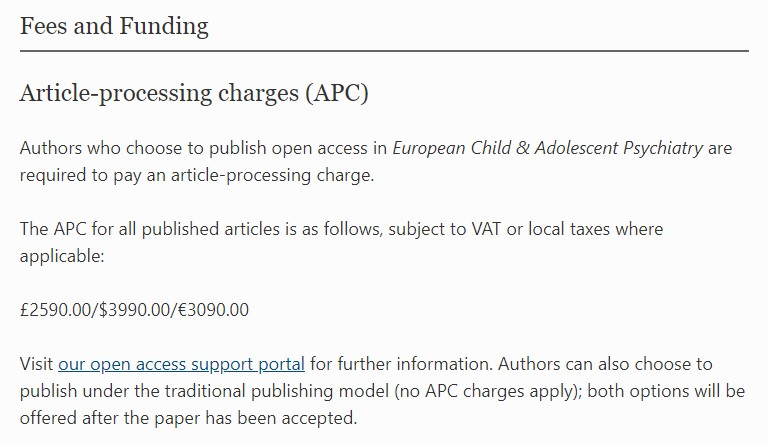 Fees and Funding
Article-processing charges (APC)
Authors who choose to publish open access in European Child & Adolescent Psychiatry are
required to pay an article-processing charge.
The APC for all published articles is as follows, subject to VAT or local taxes where
applicable:
£2590.00/$3990.00/€3090.00
Visit our open access support portal for further information. Authors can also choose to
publish under the traditional publishing model (no APC charges apply); both options will be
offered after the paper has been accepted.